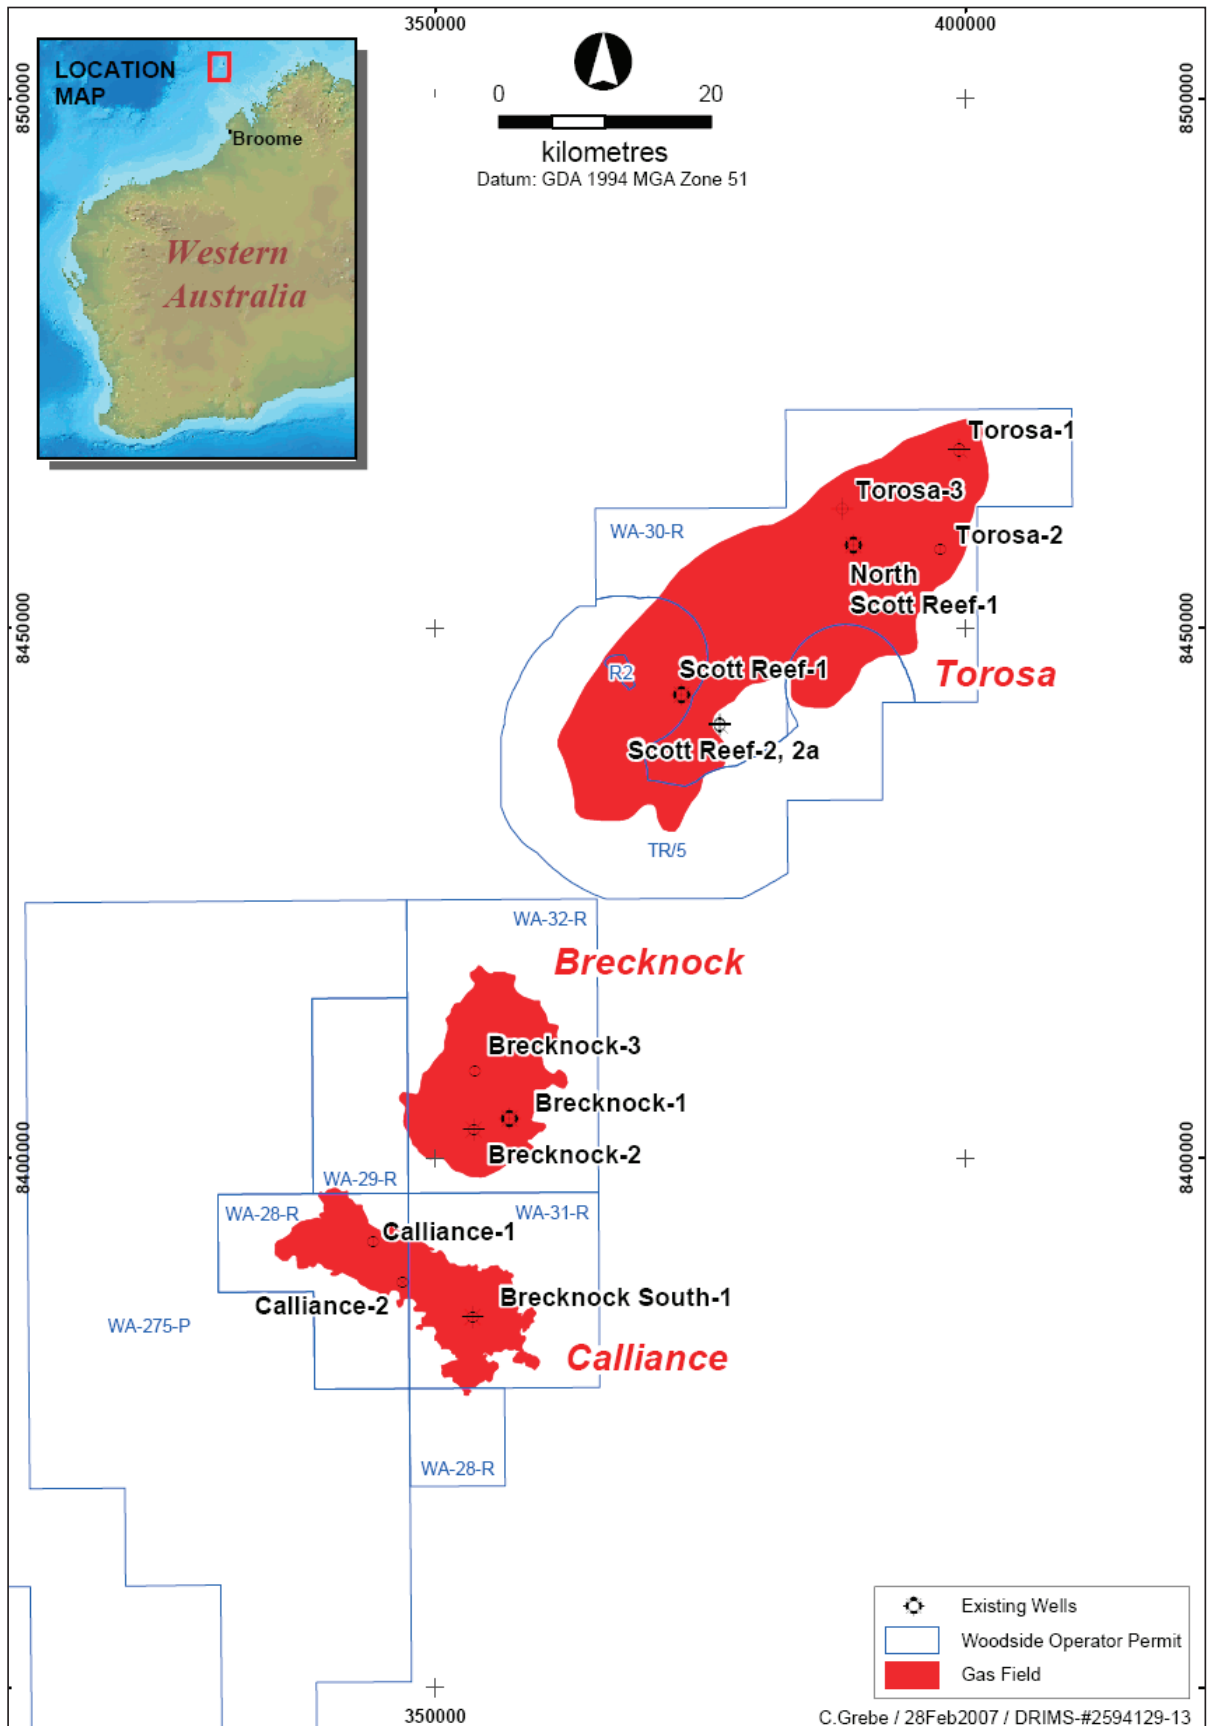 350000
400000
LOCATION
MAP
Broome
Western
Australia
0 20
kilometres
Datum: GDA 1994 MGA Zone 51
8500000
8500000
Torosa-1
Torosa-3
WA-30-R
Torosa-2
North
Scott Reef-1
8450000
8450000
R2
Scott Reef-1
Torosa
Scott Reef-2, 2a
TR/5
WA-32-R
Brecknock
Brecknock-3
Brecknock-1
Brecknock-2
8400000
8400000
WA-29-R
WA-28-R
WA-31-R
Calliance-1
Calliance-2
Brecknock South-1
WA-275-P
Calliance
WA-28-R
Existing Wells
Woodside Operator Permit
Gas Field
350000
C.Grebe / 28Feb2007 / DRIMS-#2594129-13